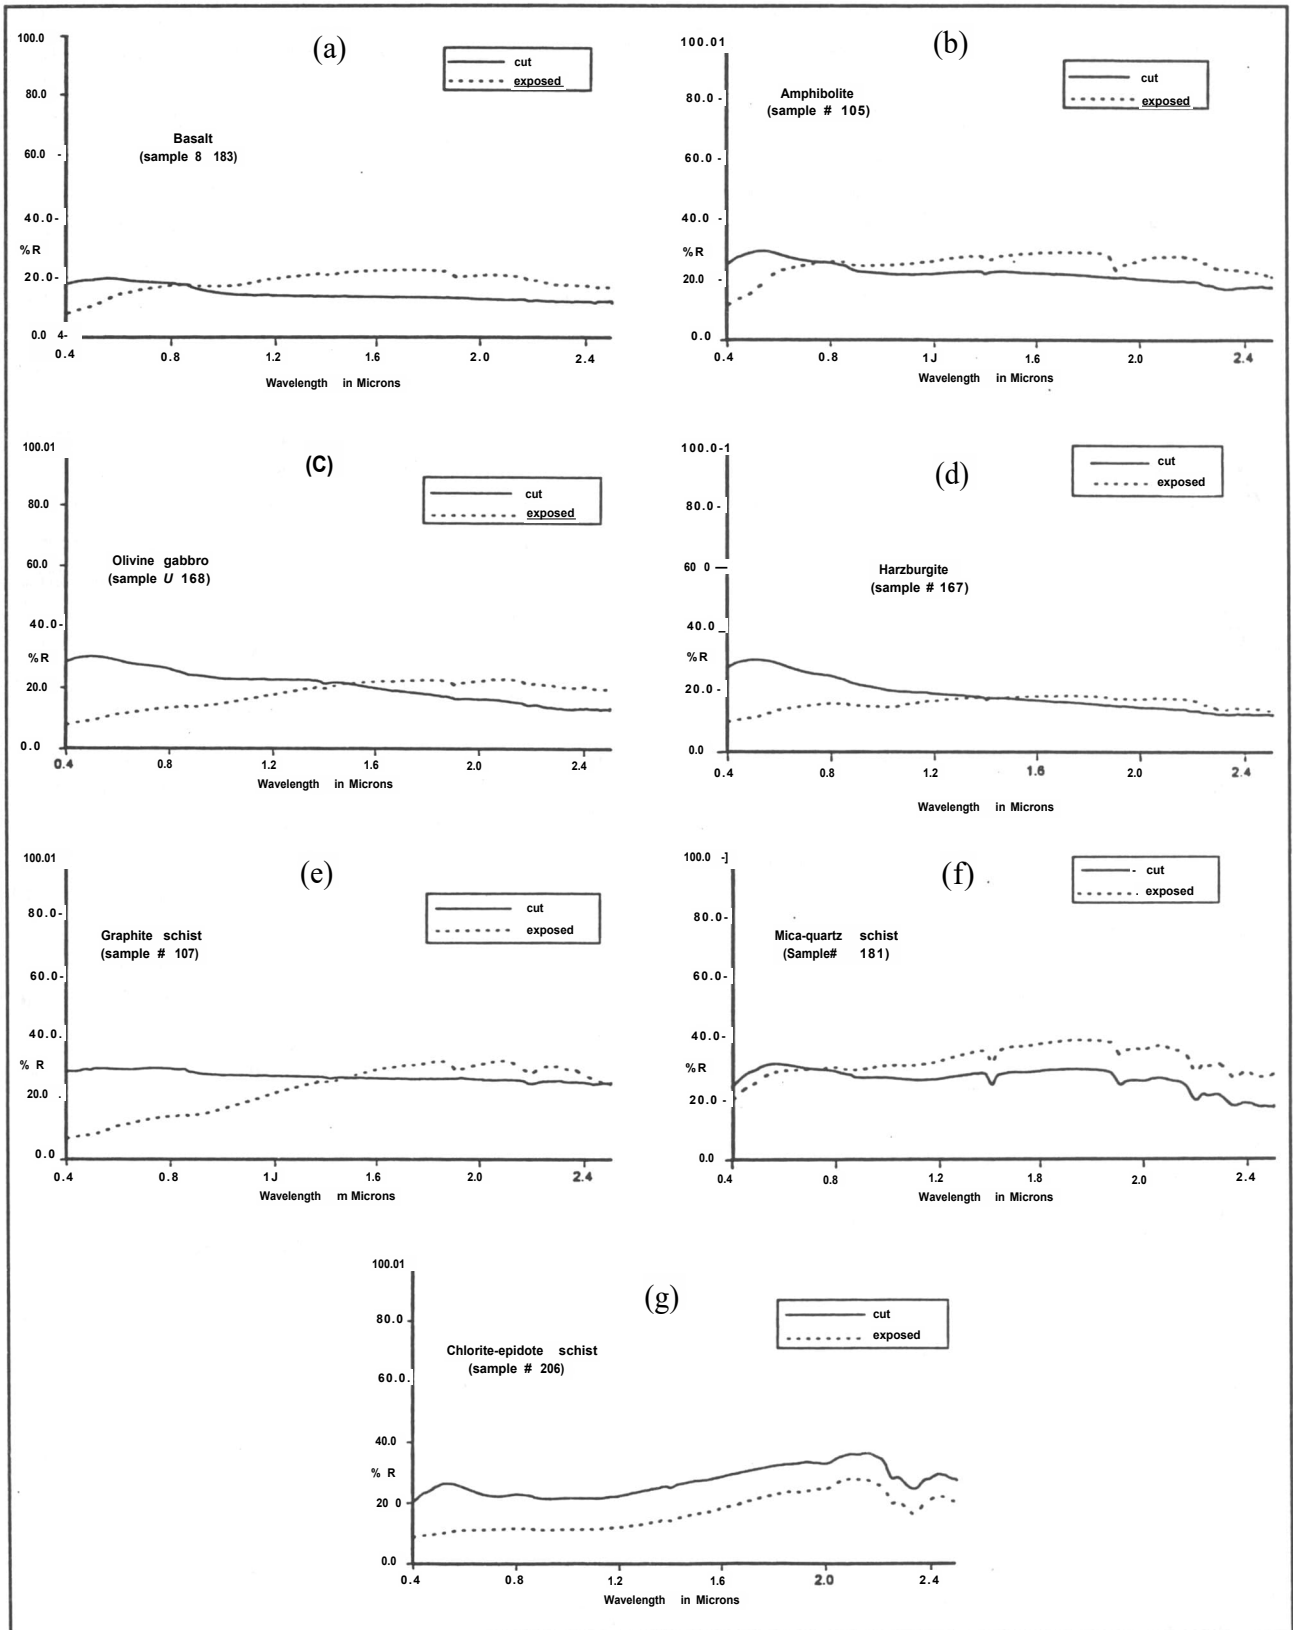 (a)
100.0
80.0
60.0 -
40.0-
%R
20.0-
0.0 4-
0.4 0.8 1.2 1.6 2.0 2.4
Wavelength in Microns
Basalt
(sample 8 183)
cut
exposed
(b)
100.01
80.0 -
60.0 -
40.0 -
%R
20.0
0.0
0.4 0.8 1J 1.6 2.0 2.4
Wavelength in Microns
Amphibolite
(sample # 105)
cut
exposed
(C)
100.01
80.0
60.0
40.0-
%R
20.0
0.0
0.4 0.8 1.2 1.6 2.0 2.4
Wavelength in Microns
Olivine gabbro
(sample U 168)
cut
exposed
(d)
100.0-1
80.0 -
60 0
40.0
%R
20.0 -
0.0
0.4 0.8 1.2 1.6 2.0 2.4
Wavelength in Microns
Harzburgite
(sample # 167)
cut
exposed
(e)
100.01
80.0-
60.0-
40.0.
% R
20.0 .
0.0
0.4 0.8 1J 1.6 2.0 2.4
Wavelength m Microns
Graphite schist
(sample # 107)
cut
exposed
(f)
100.0 -]
80.0-
60.0-
40.0-
%R
20.0 -
0.0
0.4 0.8 1.2 1.8 2.0 2.4
Wavelength in Microns
Mica-quartz schist
(Sample# 181)
cut
exposed
(g)
100.01
80.0
60.0.
40.0
% R
20 0
0.0
0.4 0.8 1.2 1.6 2.0 2.4
Wavelength in Microns
Chlorite-epidote schist
(sample # 206)
cut
exposed